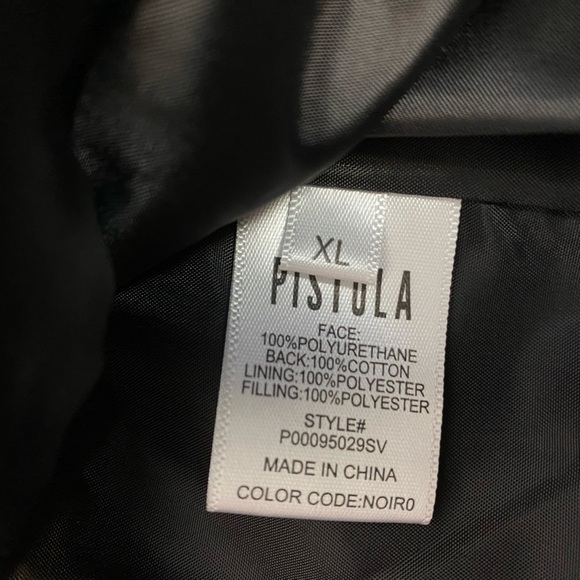 XL
PISTOLA
FACE:
100%POLYURETHANE
BACK:100%COTTON
LINING:100%POLYESTER
FILLING:100%POLYESTER
STYLE#
P00095029SV
MADE IN CHINA
COLOR CODE:NOIR0